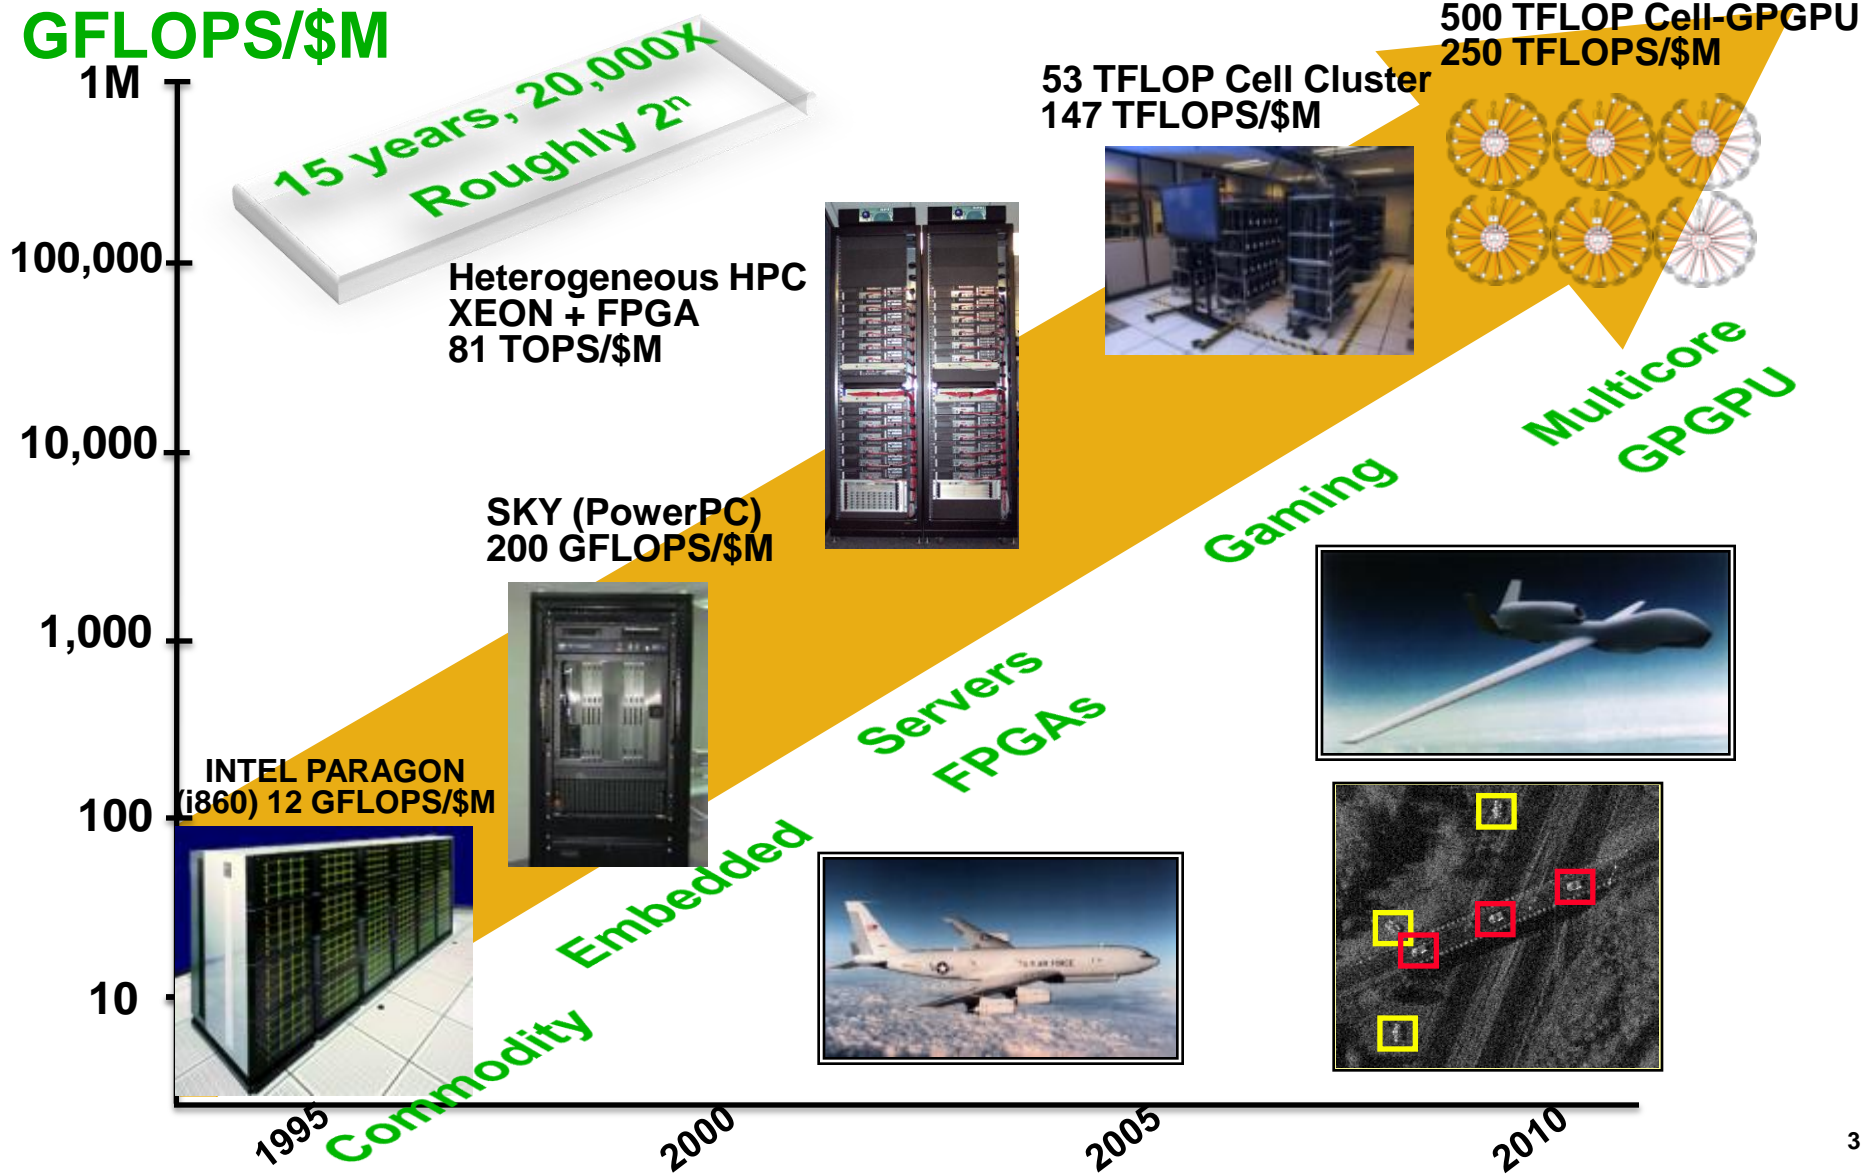 GFLOPS/$M
1M
100,000
10,000
1,000
100
10
15 years, 20,000X
Roughly 2ⁿ
500 TFLOP Cell-GPGPU
250 TFLOPS/$M
53 TFLOP Cell Cluster
147 TFLOPS/$M
Heterogeneous HPC
XEON + FPGA
81 TOPS/$M
SKY (PowerPC)
200 GFLOPS/$M
INTEL PARAGON
(i860) 12 GFLOPS/$M
Commodity
Embedded
Servers
FPGAs
Gaming
Multicore
GPGPU
1995
2000
2005
2010
3